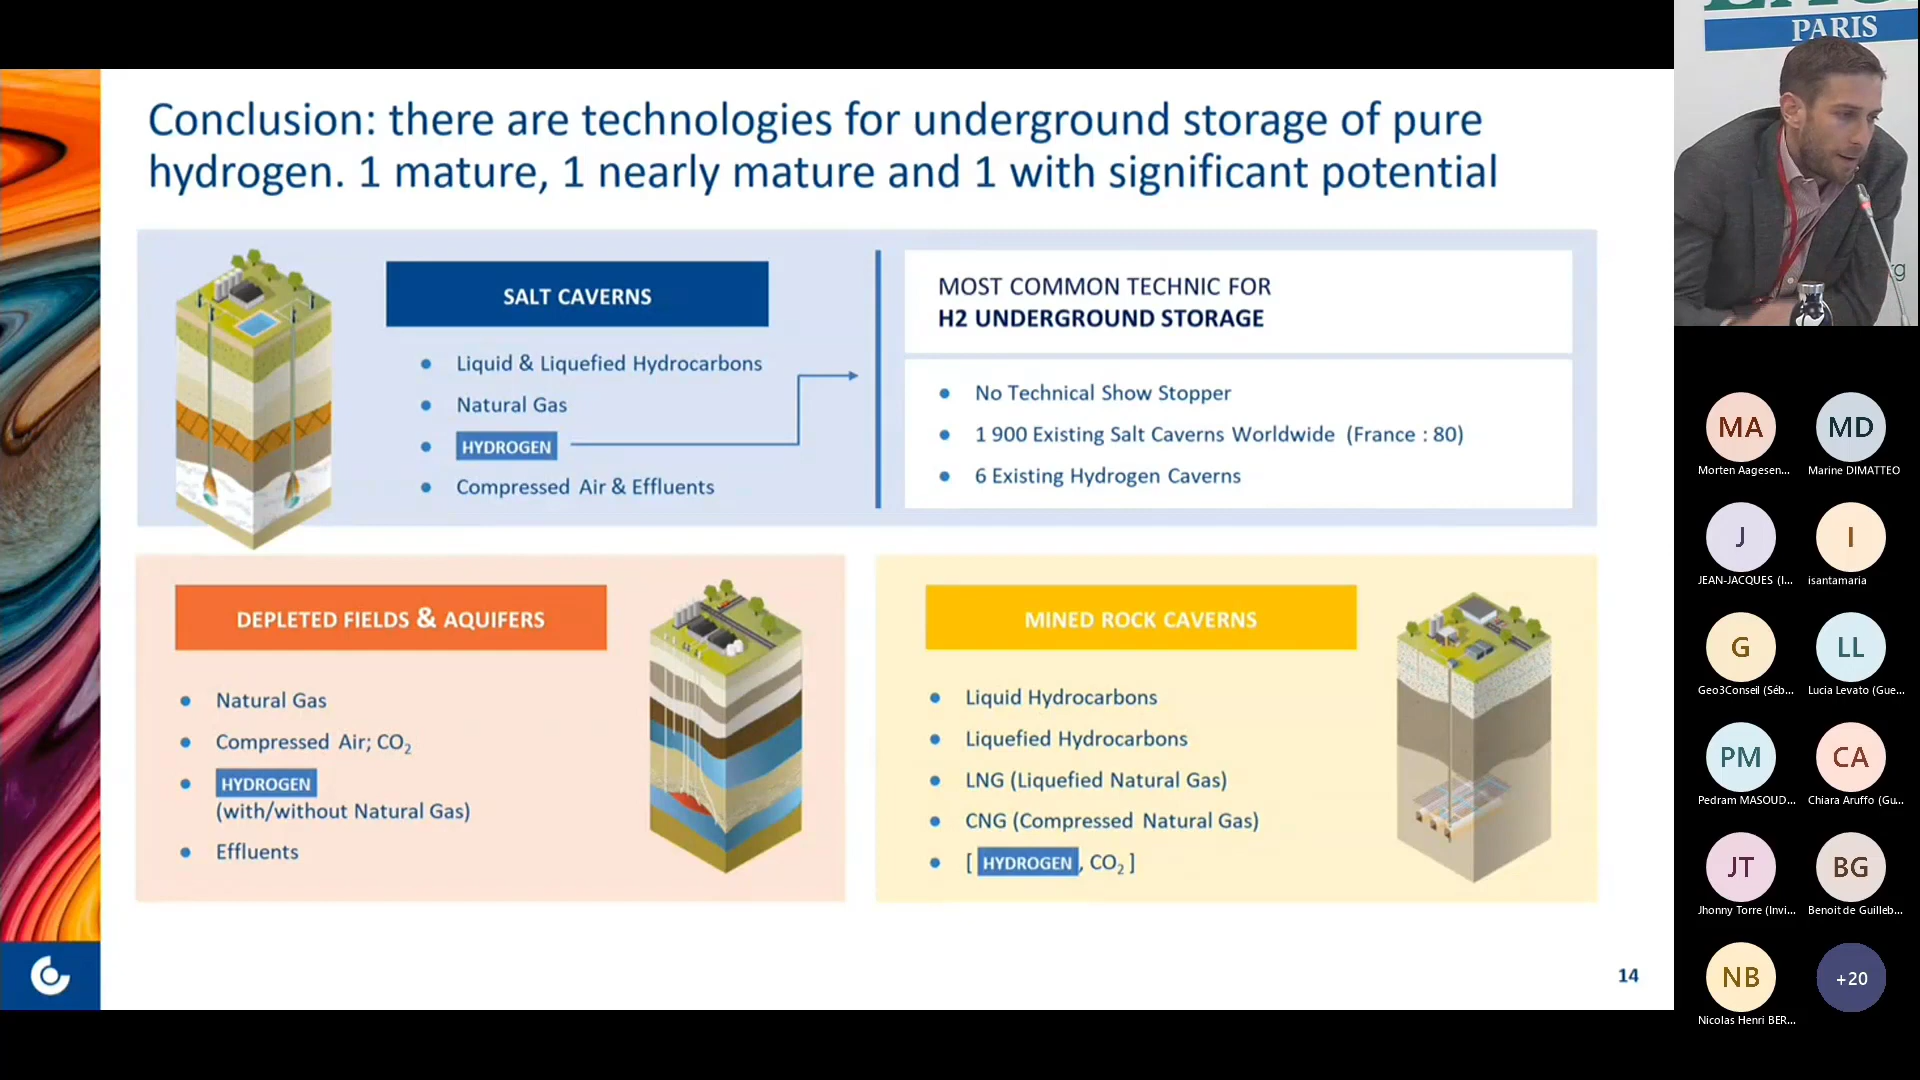 Conclusion: there are technologies for underground storage of pure
hydrogen. 1 mature, 1 nearly mature and 1 with significant potential
SALT CAVERNS
• Liquid & Liquefied Hydrocarbons
• Natural Gas
• HYDROGEN
• Compressed Air & Effluents
MOST COMMON TECHNIC FOR
H2 UNDERGROUND STORAGE
• No Technical Show Stopper
• 1 900 Existing Salt Caverns Worldwide (France : 80)
• 6 Existing Hydrogen Caverns
DEPLETED FIELDS & AQUIFERS
• Natural Gas
• Compressed Air; CO₂
• HYDROGEN
(with/without Natural Gas)
• Effluents
MINED ROCK CAVERNS
• Liquid Hydrocarbons
• Liquefied Hydrocarbons
• LNG (Liquefied Natural Gas)
• CNG (Compressed Natural Gas)
• [ HYDROGEN , CO₂ ]
14
PARIS
MA
Morten Aagesen...
MD
Marine DIMATTEO
J
JEAN-JACQUES (I...
I
isantamaria
G
Geo3Conseil (Séb...
LL
Lucia Levato (Gue...
PM
Pedram MASOUD...
CA
Chiara Aruffo (Gu...
JT
Jhonny Torre (Invi...
BG
Benoit de Guilleb...
NB
Nicolas Henri BER...
+20